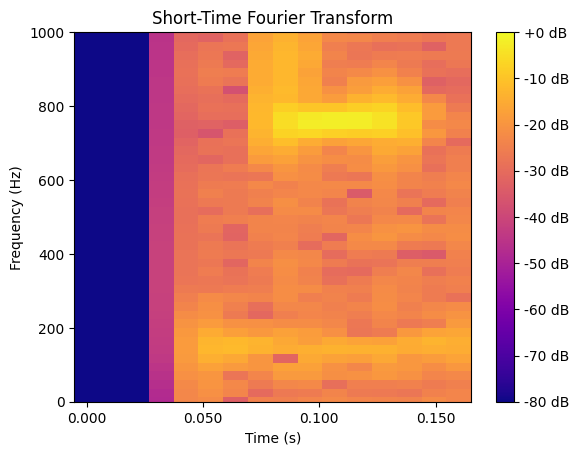 Short-Time Fourier Transform
1000
800
600
400
200
0
Frequency (Hz)
0.000
0.050
0.100
0.150
Time (s)
+0 dB
-10 dB
-20 dB
-30 dB
-40 dB
-50 dB
-60 dB
-70 dB
-80 dB